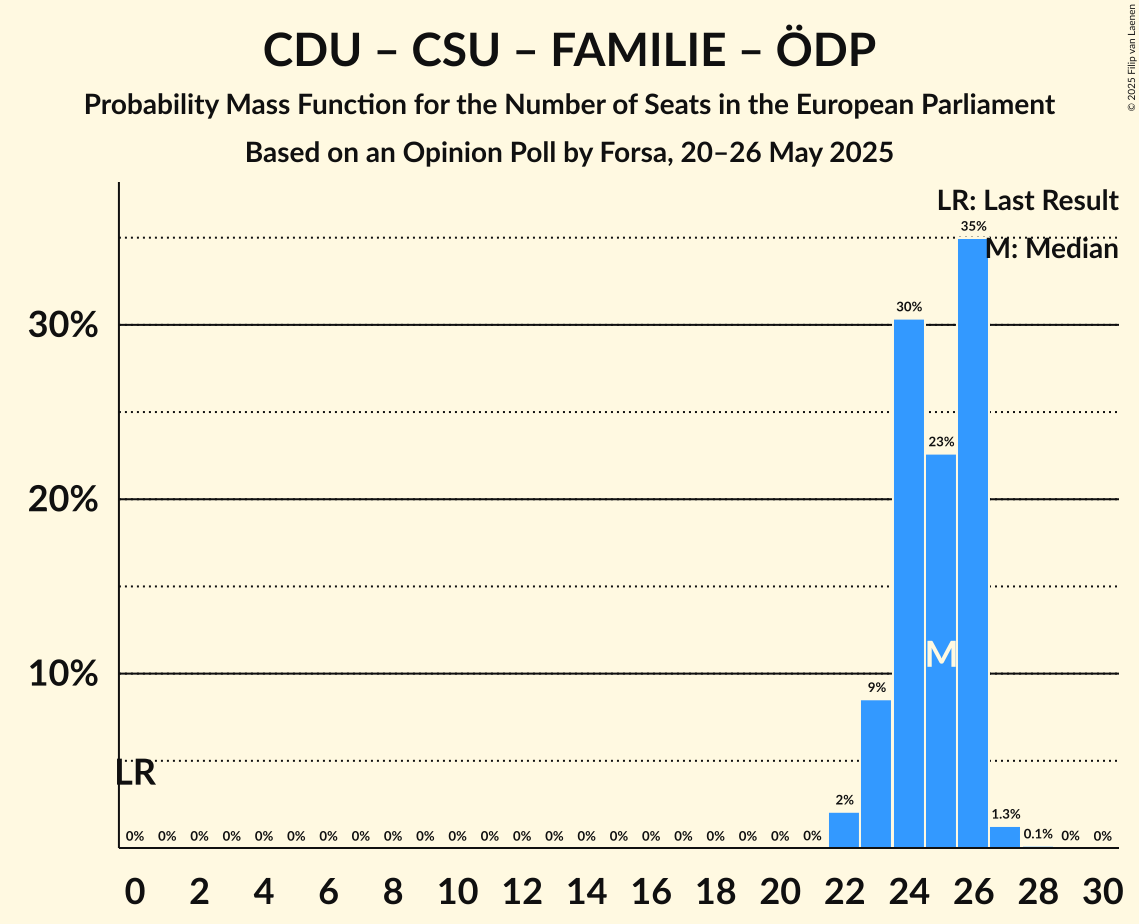 CDU – CSU – FAMILIE – ÖDP
Probability Mass Function for the Number of Seats in the European Parliament
Based on an Opinion Poll by Forsa, 20–26 May 2025
© 2025 Filip van Laenen
LR: Last Result
M: Median
35%
30%
30%
23%
20%
M
10%
9%
LR
2%
1.3%
0% 0% 0% 0% 0% 0% 0% 0% 0% 0% 0% 0% 0% 0% 0% 0% 0% 0% 0% 0% 0% 0% 0.1% 0% 0%
0 2 4 6 8 10 12 14 16 18 20 22 24 26 28 30